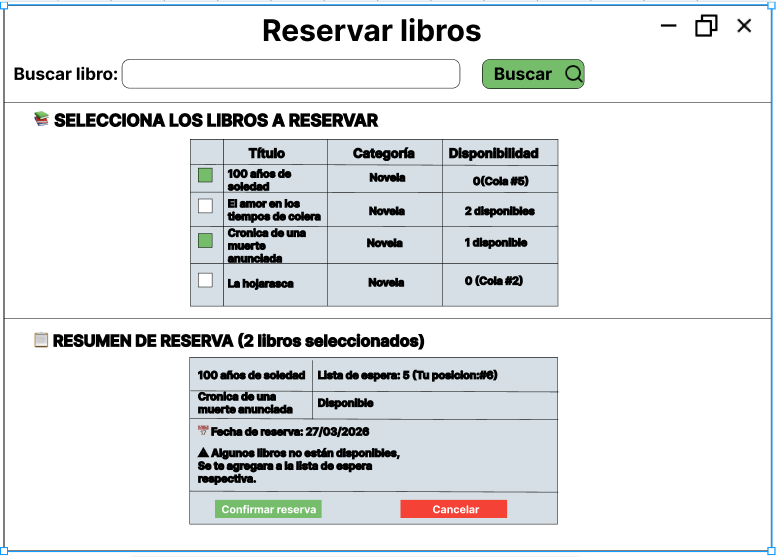 Reservar libros
Buscar libro:
Buscar
SELECCIONA LOS LIBROS A RESERVAR
Título Categoría Disponibilidad
100 años de
soledad
Novela
0(Cola #5)
El amor en los
tiempos de colera
Novela
2 disponibles
Cronica de una
muerte
anunciada
Novela
1 disponible
La hojarasca
Novela
0 (Cola #2)
RESUMEN DE RESERVA (2 libros seleccionados)
100 años de soledad
Lista de espera: 5 (Tu posicion:#6)
Cronica de una
muerte anunciada
Disponible
Fecha de reserva: 27/03/2026
Algunos libros no están disponibles,
Se te agregara a la lista de espera
respectiva.
Confirmar reserva
Cancelar